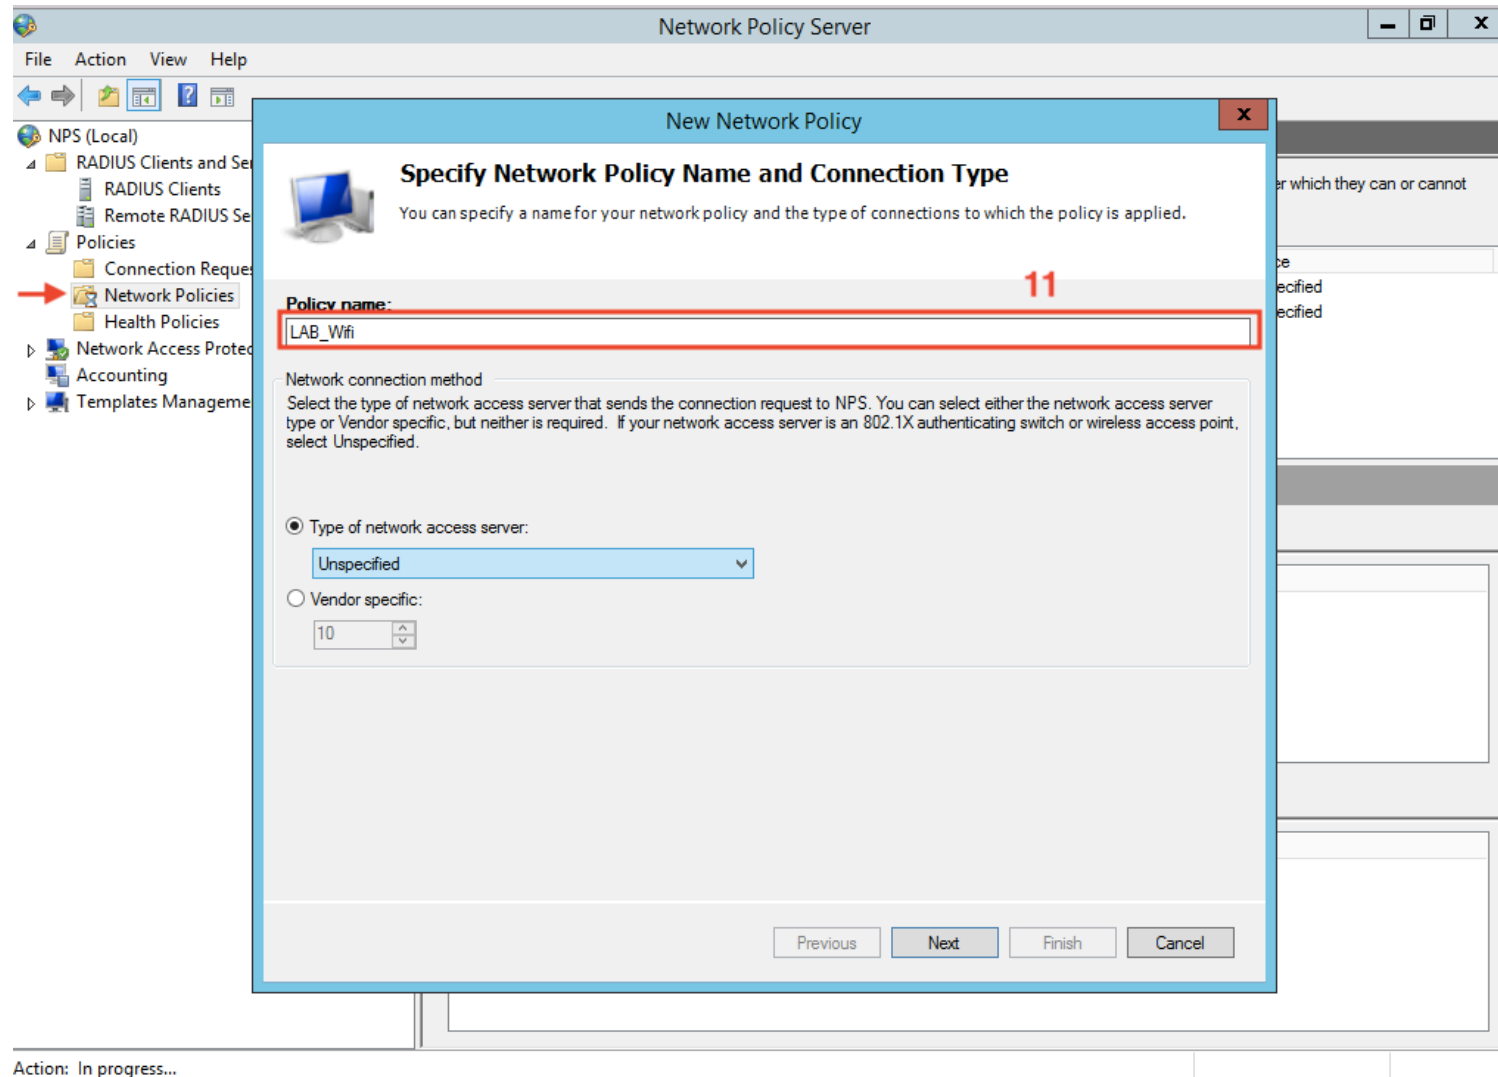 Network Policy Server
File Action View Help
NPS (Local)
RADIUS Clients and Ser
RADIUS Clients
Remote RADIUS Se
Policies
Connection Reques
Network Policies
Health Policies
Network Access Protec
Accounting
Templates Manageme
New Network Policy
X
Specify Network Policy Name and Connection Type
You can specify a name for your network policy and the type of connections to which the policy is applied.
11
Policy name:
LAB_Wifi
Network connection method
Select the type of network access server that sends the connection request to NPS. You can select either the network access server
type or Vendor specific, but neither is required. If your network access server is an 802.1X authenticating switch or wireless access point,
select Unspecified.
Type of network access server:
Unspecified
Vendor specific:
10
Previous Next Finish Cancel
er which they can or cannot
ce
ecified
ecified
Action: In progress...